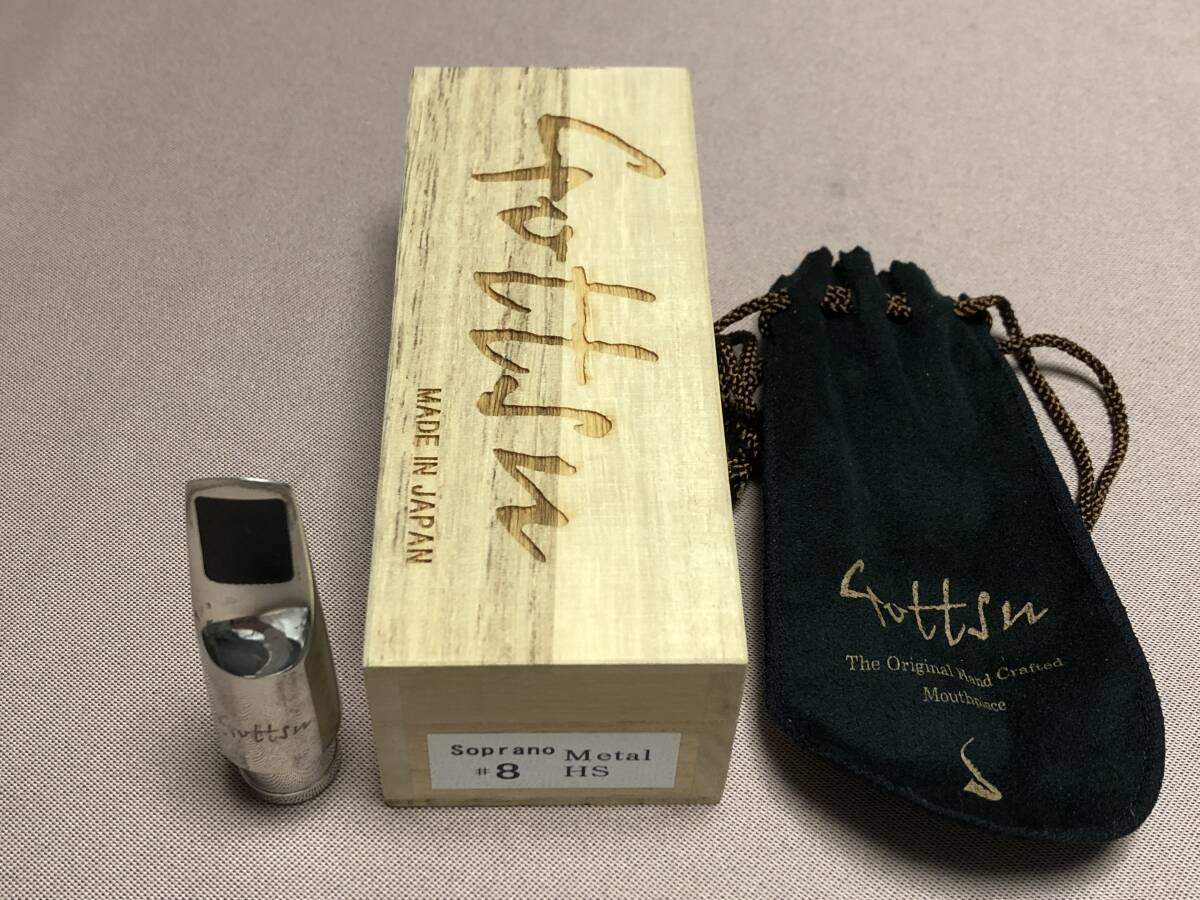 Gottsu
MADE IN JAPAN
Soprano Metal
#8 HS
Gottsu
Gottsu
The Original Hand Crafted
Mouthpiece